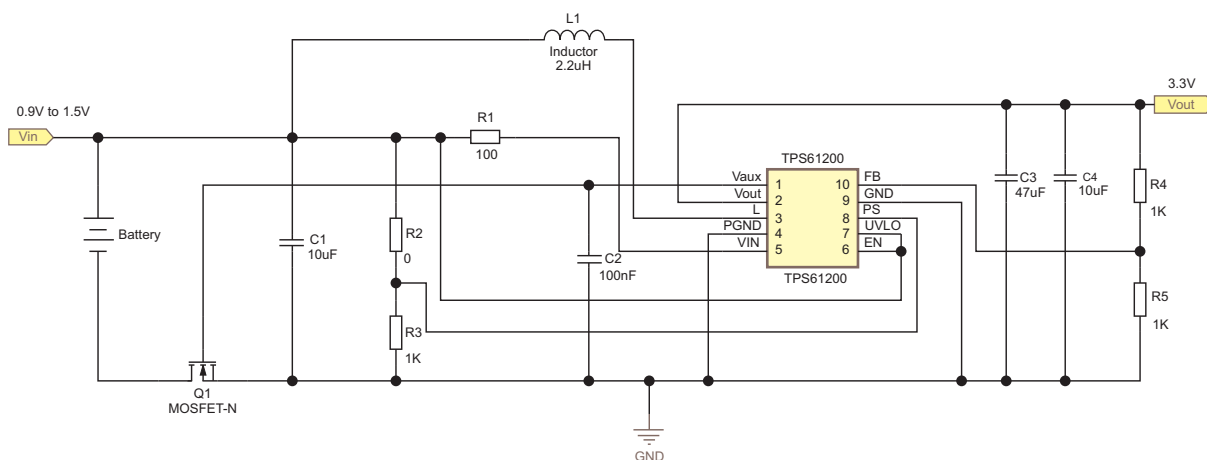 L1
Inductor
2.2uH
0.9V to 1.5V
Vin
R1
100
3.3V
Vout
TPS61200
Vaux 1 10 FB
Vout 2 9 GND
L 3 8 PS
PGND 4 7 UVLO
VIN 5 6 EN
TPS61200
C3
47uF
C4
10uF
R4
1K
Battery
C1
10uF
R2
0
C2
100nF
R3
1K
R5
1K
Q1
MOSFET-N
GND